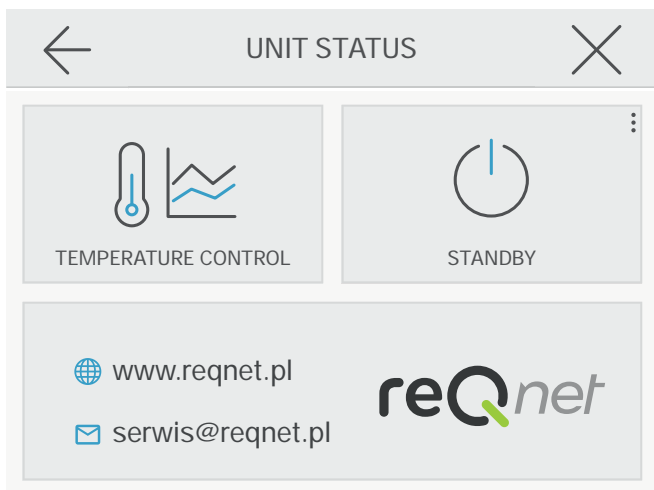 UNIT STATUS
TEMPERATURE CONTROL
STANDBY
www.reqnet.pl
serwis@reqnet.pl
reQnet